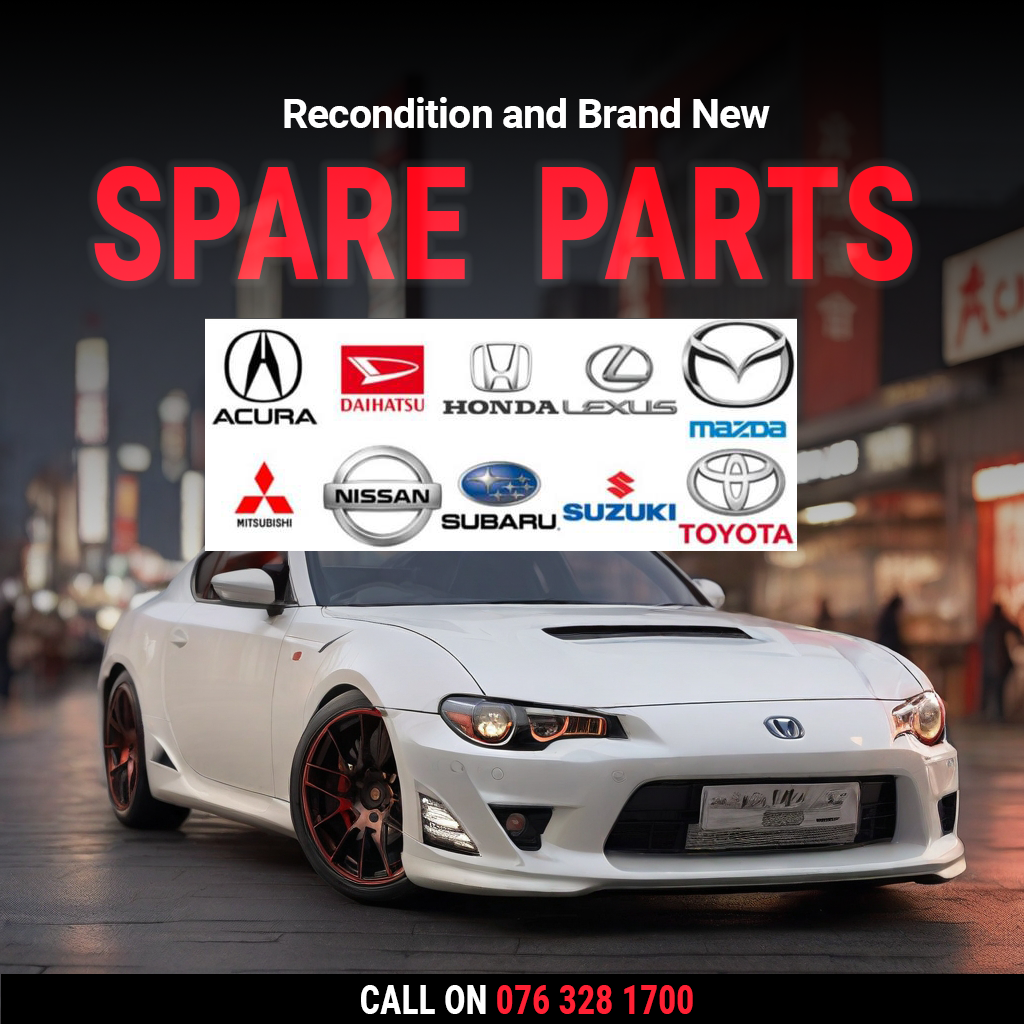 Recondition and Brand New
SPARE PARTS
ACURA DAIHATSU HONDA LEXUS mazda
MITSUBISHI NISSAN SUBARU SUZUKI TOYOTA
CALL ON 076 328 1700